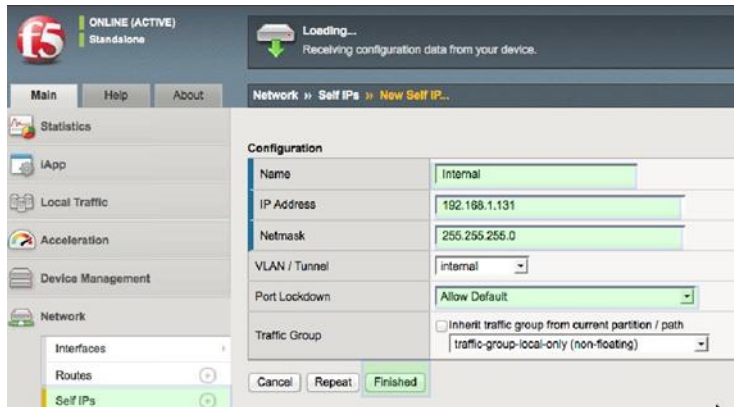 f5
ONLINE (ACTIVE)
Standalone
Loading...
Receiving configuration data from your device.
Main
Help
About
Network » Self IPs » New Self IP...
Statistics
iApp
Local Traffic
Acceleration
Device Management
Network
Interfaces
Routes
Self IPs
Configuration
Name
Internal
IP Address
192.168.1.131
Netmask
255.255.255.0
VLAN / Tunnel
internal
Port Lockdown
Allow Default
Traffic Group
Inherit traffic group from current partition / path
traffic-group-local-only (non-floating)
Cancel
Repeat
Finished